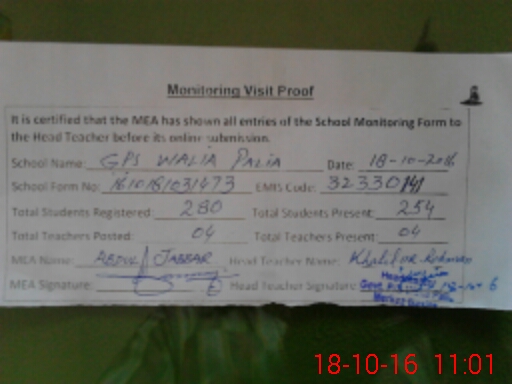 Monitoring Visit Proof
It is certified that the MEA has shown all entries of the School Monitoring Form to
the Head Teacher before its online submission.
School Name: GPS WALIA PALIA Date: 18-10-2016
School Form No: 1610181031473 EMIS Code: 32330141
Total Students Registered: 280 Total Students Present: 254
Total Teachers Posted: 04 Total Teachers Present: 04
MEA Name: ABDUL JABBAR Head Teacher Name: Khalil ur Rehman
MEA Signature: Head Teacher Signature:
18-10-16 11:01